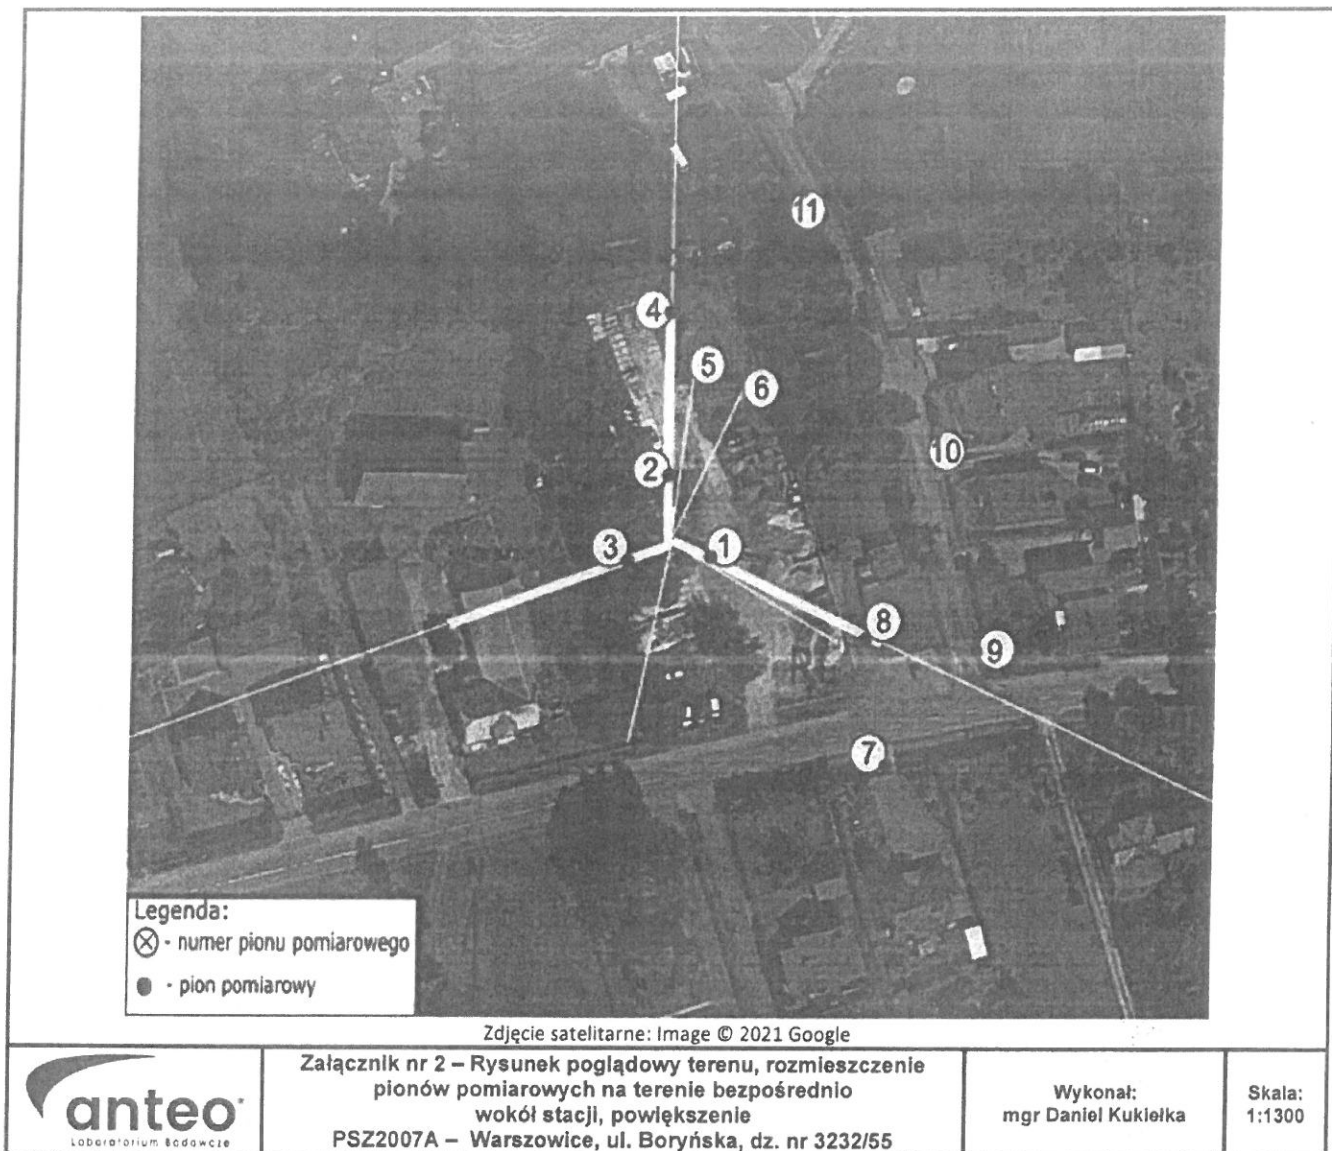 11
4
5
6
10
2
3
1
8
9
7
Legenda:
- numer pionu pomiarowego
- pion pomiarowy
Zdjęcie satelitarne: Image © 2021 Google
anteo
Laboratorium Badawcze
Załącznik nr 2 – Rysunek poglądowy terenu, rozmieszczenie
pionów pomiarowych na terenie bezpośrednio
wokół stacji, powiększenie
PSZ2007A – Warszowice, ul. Boryńska, dz. nr 3232/55
Wykonał:
mgr Daniel Kukiełka
Skala:
1:1300